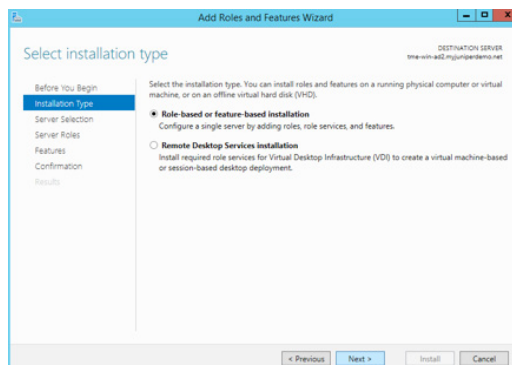 Add Roles and Features Wizard
Select installation type
DESTINATION SERVER
tme-win-ad2.myjuniperdemo.net
Before You Begin
Installation Type
Server Selection
Server Roles
Features
Confirmation
Results
Select the installation type. You can install roles and features on a running physical computer or virtual
machine, or on an offline virtual hard disk (VHD).
Role-based or feature-based installation
Configure a single server by adding roles, role services, and features.
Remote Desktop Services installation
Install required role services for Virtual Desktop Infrastructure (VDI) to create a virtual machine-based
or session-based desktop deployment.
< Previous
Next >
Install
Cancel